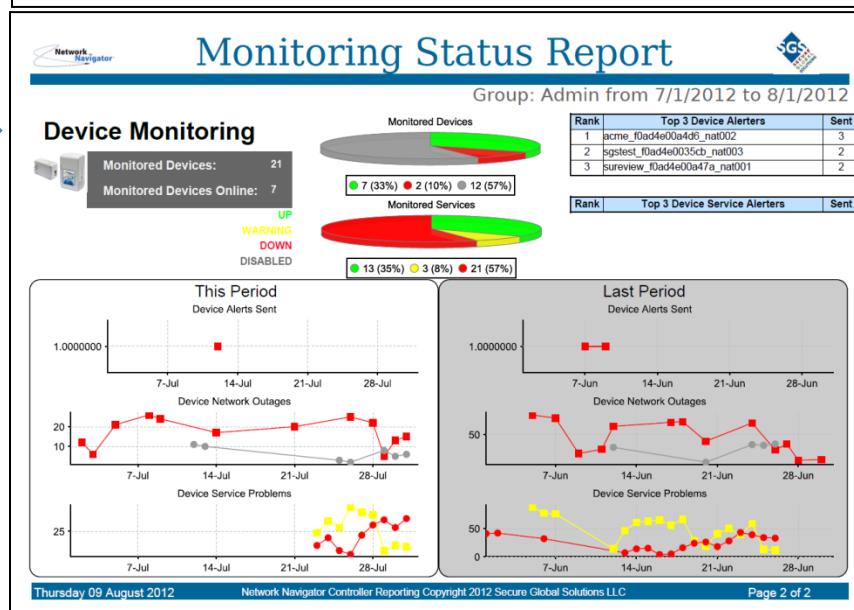 Network
Navigator
Monitoring Status Report
SGS
SECURE
GLOBAL
SOLUTIONS
Group: Admin from 7/1/2012 to 8/1/2012
Device Monitoring
Monitored Devices: 21
Monitored Devices Online: 7
UP
WARNING
DOWN
DISABLED
Monitored Devices
7 (33%) 2 (10%) 12 (57%)
Monitored Services
13 (35%) 3 (8%) 21 (57%)
Rank Top 3 Device Alerters Sent
1 acme_f0ad4e00a4d6_nat002 3
2 sgstest_f0ad4e0035cb_nat003 2
3 sureview_f0ad4e00a47a_nat001 2
Rank Top 3 Device Service Alerters Sent
This Period
Device Alerts Sent
1.0000000
7-Jul 14-Jul 21-Jul 28-Jul
Device Network Outages
20
10
7-Jul 14-Jul 21-Jul 28-Jul
Device Service Problems
25
7-Jul 14-Jul 21-Jul 28-Jul
Last Period
Device Alerts Sent
1.0000000
7-Jun 14-Jun 21-Jun 28-Jun
Device Network Outages
50
7-Jun 14-Jun 21-Jun 28-Jun
Device Service Problems
50
0
7-Jun 14-Jun 21-Jun 28-Jun
Thursday 09 August 2012 Network Navigator Controller Reporting Copyright 2012 Secure Global Solutions LLC Page 2 of 2